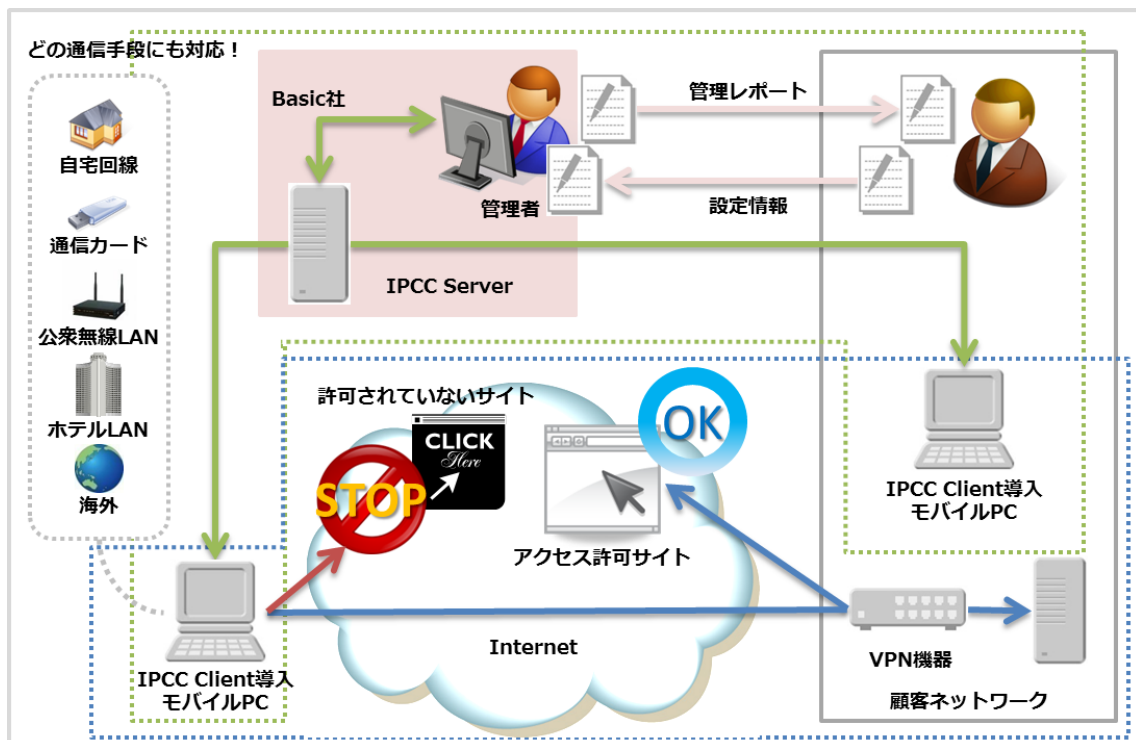 どの通信手段にも対応！
自宅回線
通信カード
公衆無線LAN
ホテルLAN
海外
Basic社
管理者
IPCC Server
管理レポート
設定情報
許可されていないサイト
CLICK
Here
STOP
OK
アクセス許可サイト
Internet
IPCC Client導入
モバイルPC
IPCC Client導入
モバイルPC
VPN機器
顧客ネットワーク